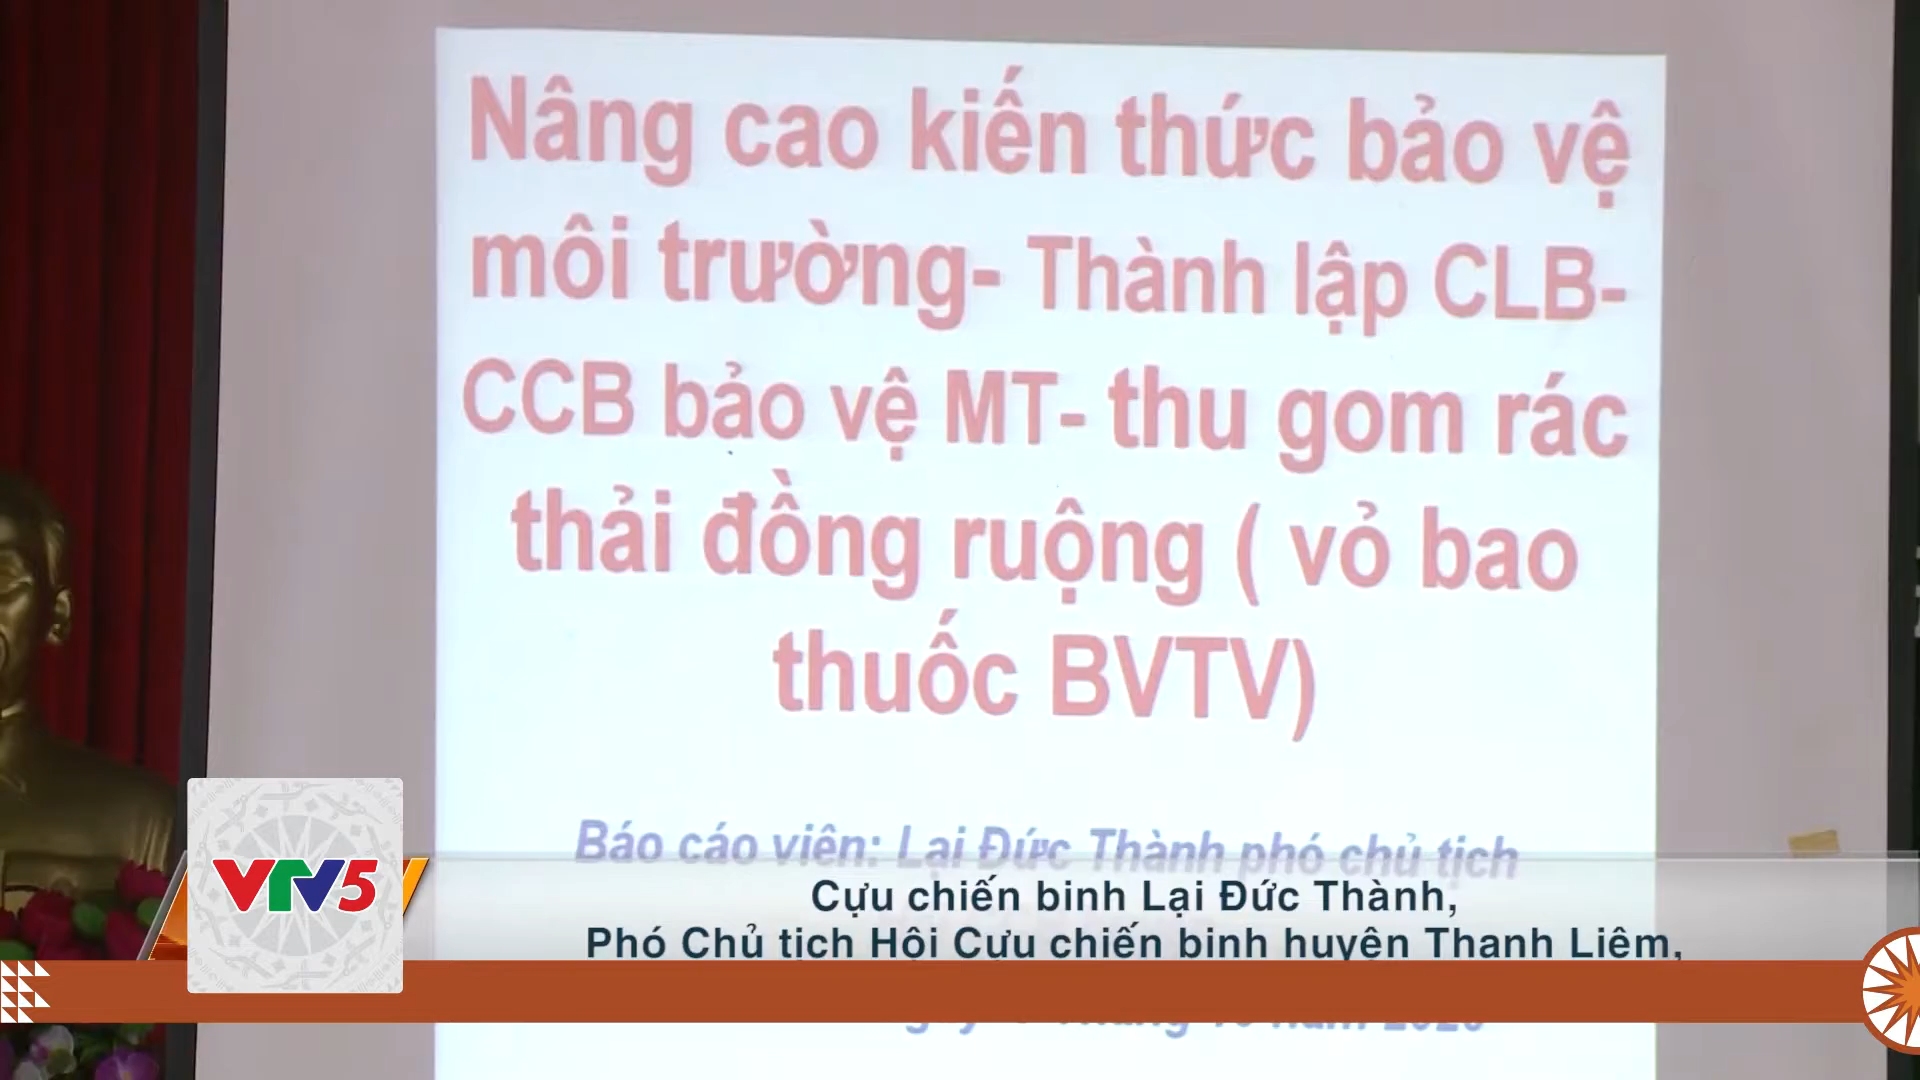 Nâng cao kiến thức bảo vệ
môi trường- Thành lập CLB-
CCB bảo vệ MT- thu gom rác
thải đồng ruộng ( vỏ bao
thuốc BVTV)
Báo cáo viên: Lại Đức Thành phó chủ tịch
VTV5
Cựu chiến binh Lại Đức Thành,
Phó Chủ tịch Hội Cựu chiến binh huyện Thanh Liêm,